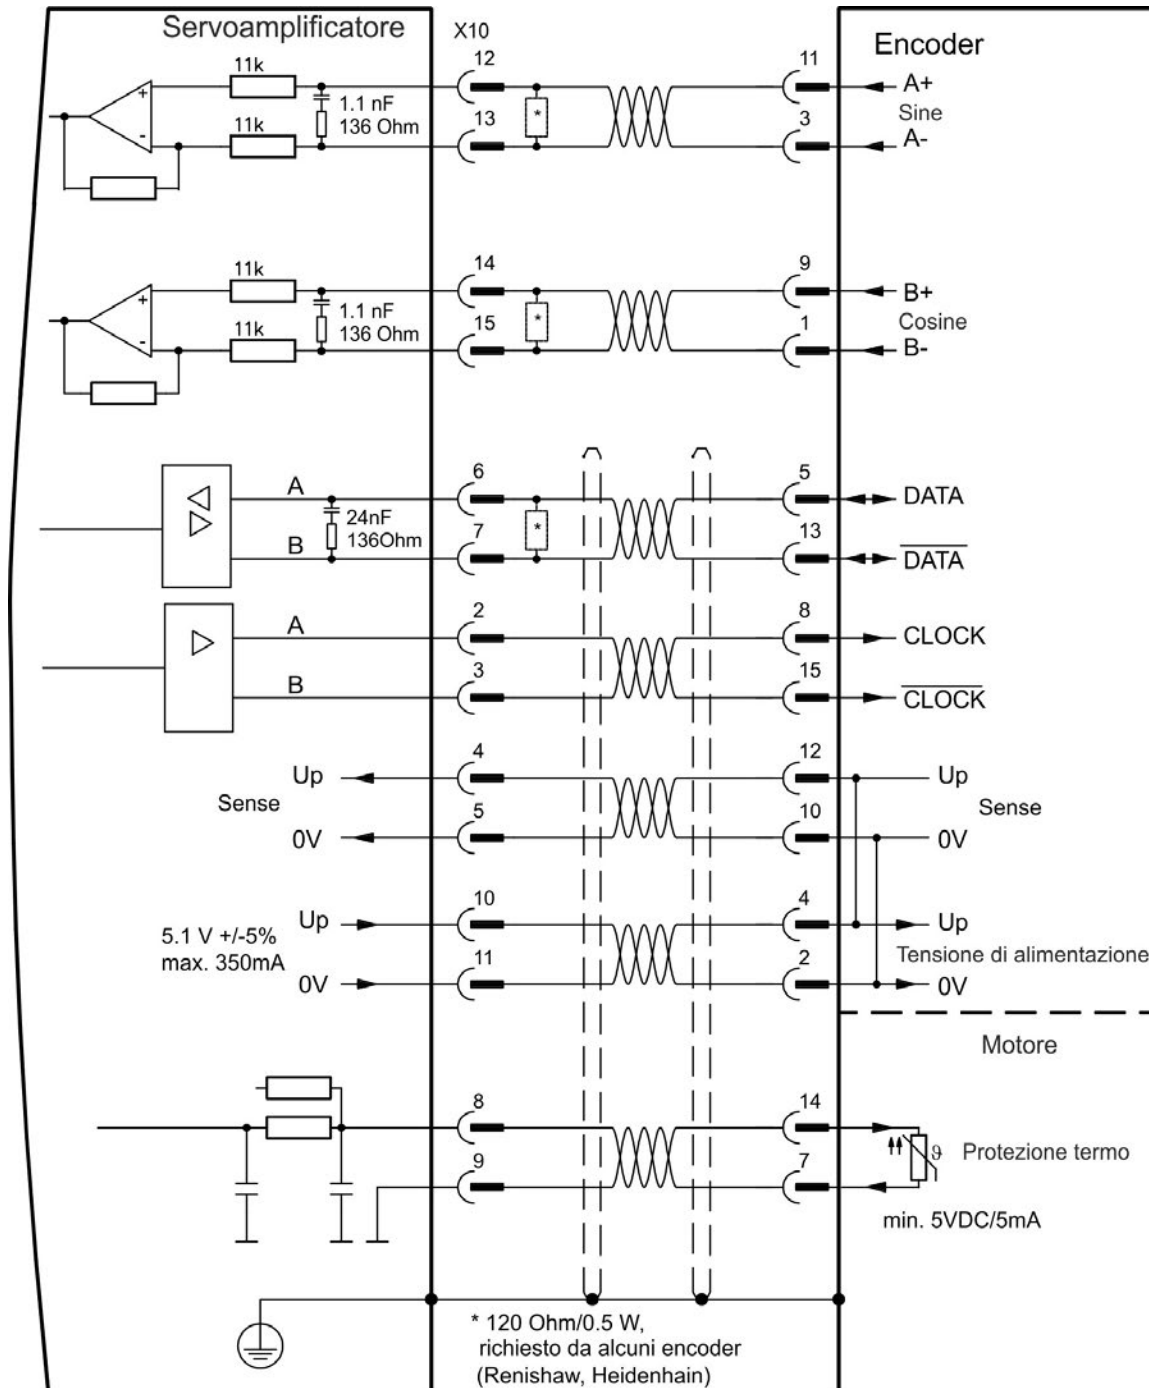 Servoamplificatore
X10
Encoder
11k
12
11
A+
1.1 nF
136 Ohm
*
Sine
11k
13
3
A-
11k
14
9
B+
1.1 nF
136 Ohm
*
Cosine
11k
15
1
B-
A
6
5
DATA
24nF
136Ohm
*
B
7
13
DATA
A
2
8
CLOCK
B
3
15
CLOCK
Up
4
12
Up
Sense
Sense
0V
5
10
0V
Up
10
4
Up
5.1 V +/-5%
max. 350mA
Tensione di alimentazione
0V
11
2
0V
Motore
8
14
ϑ
Protezione termo
9
7
min. 5VDC/5mA
* 120 Ohm/0.5 W,
richiesto da alcuni encoder
(Renishaw, Heidenhain)
+
-
+
-